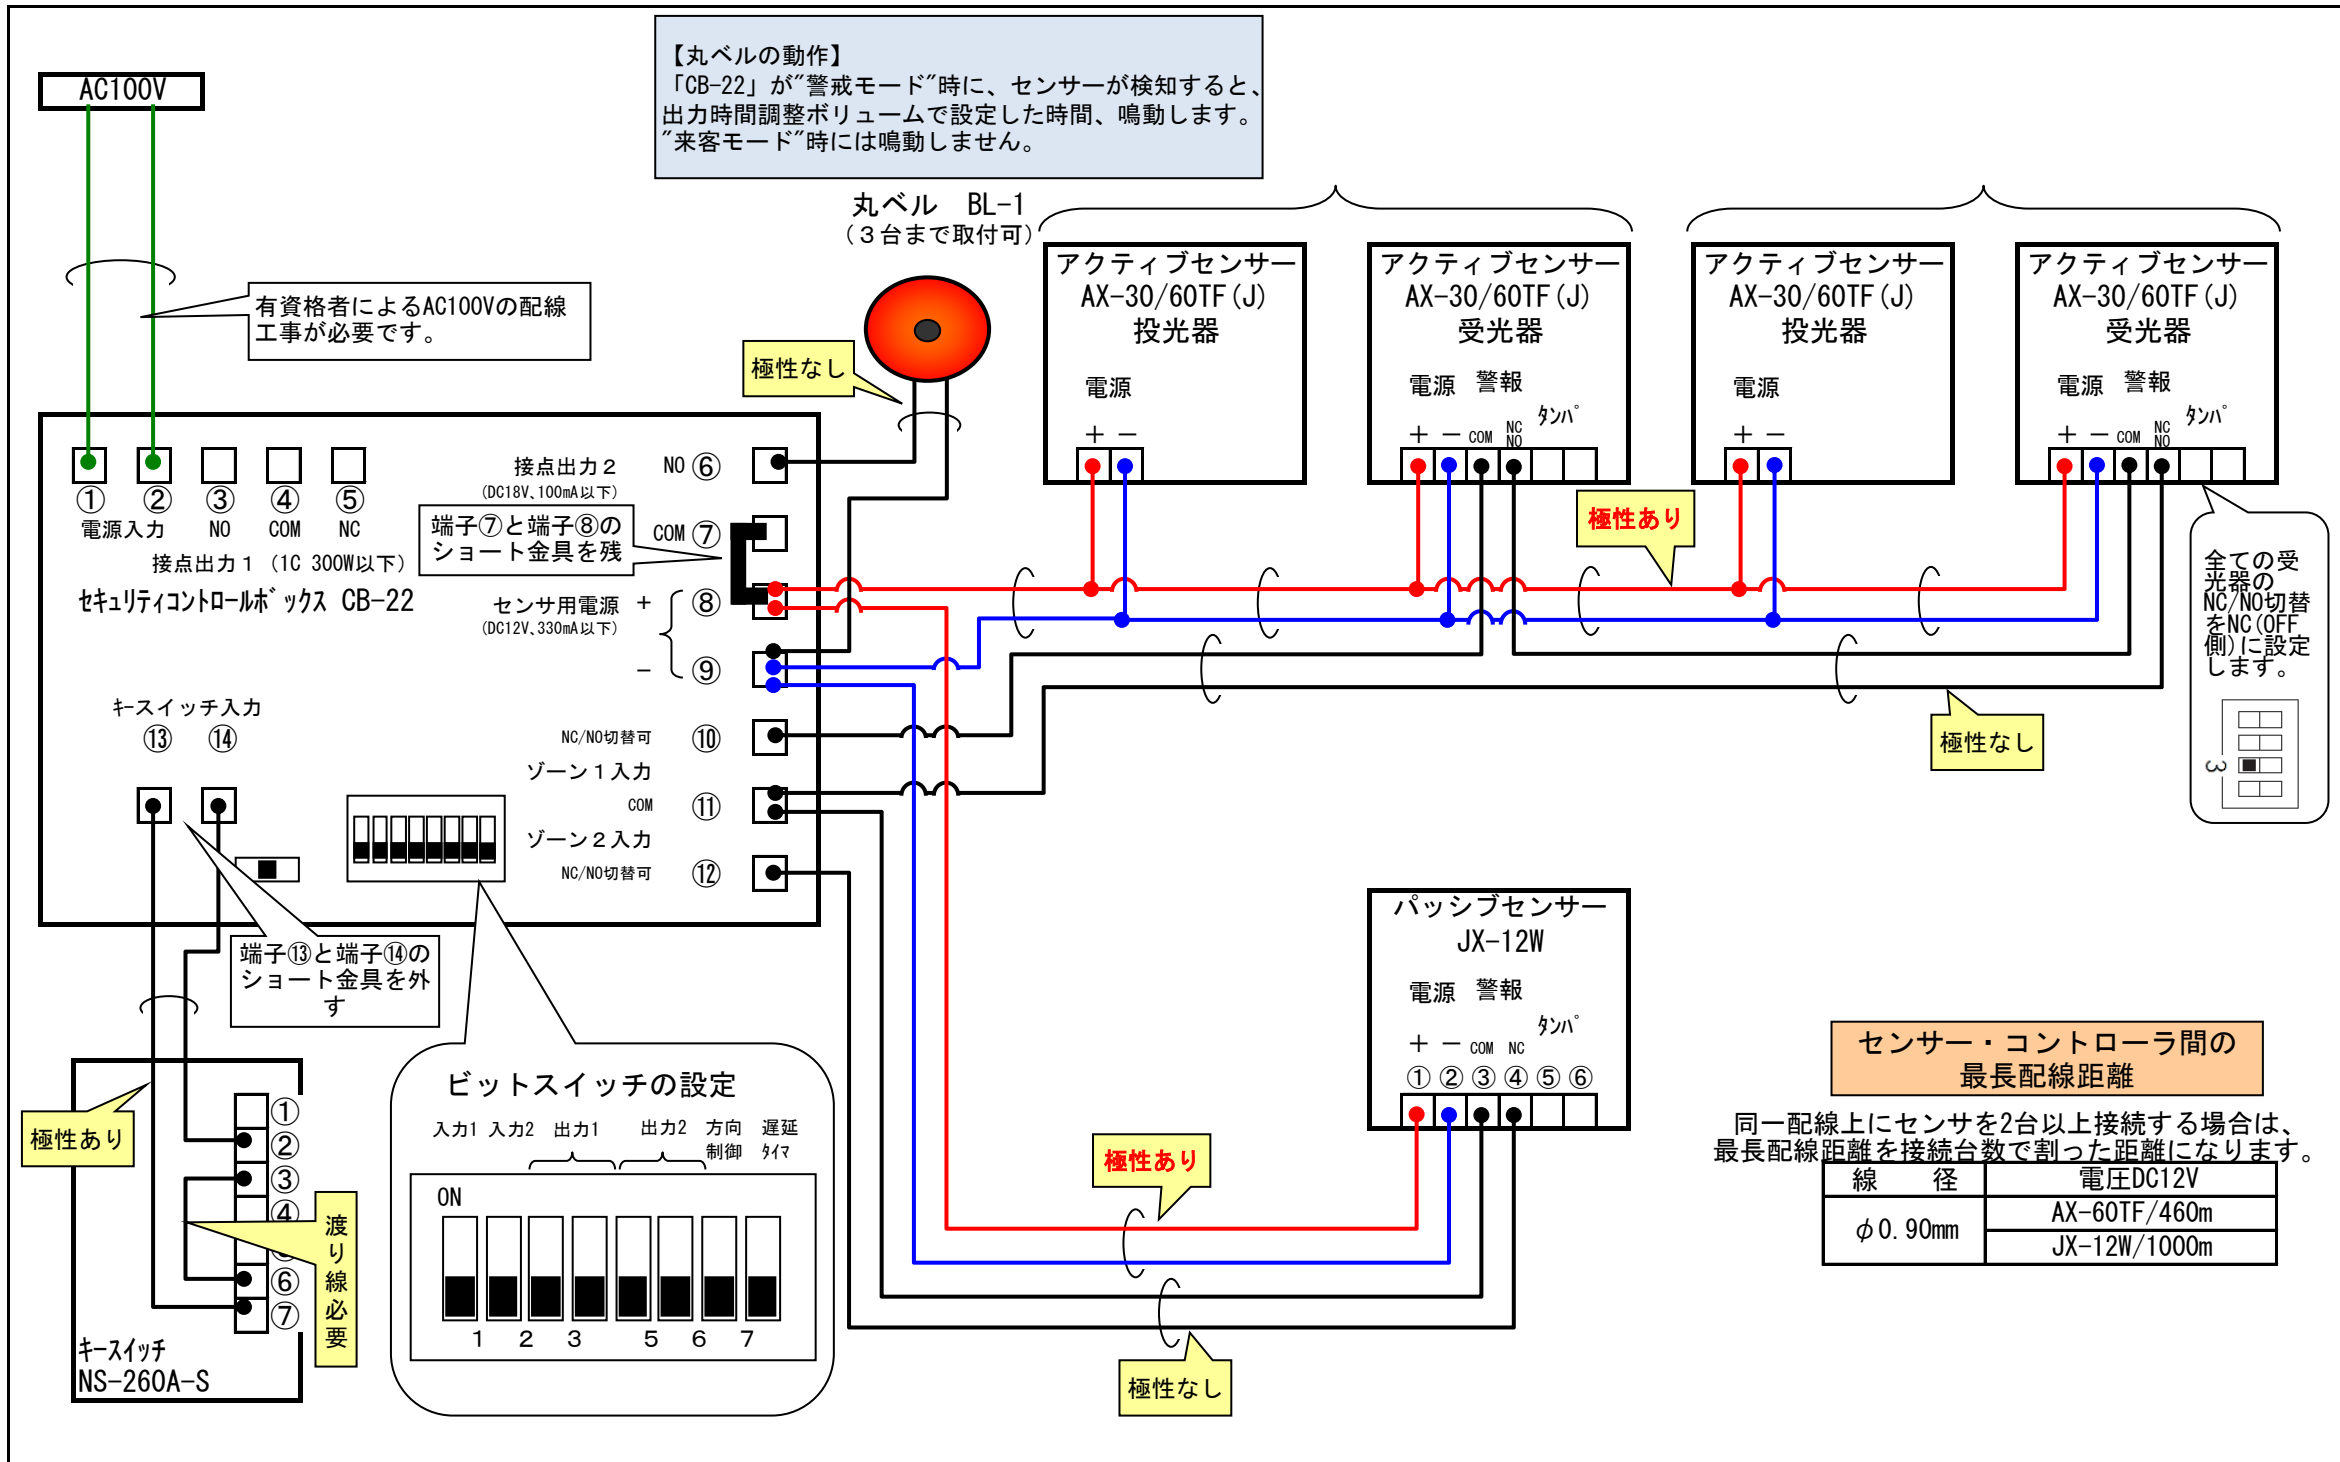 【丸ベルの動作】
「CB-22」が"警戒モード"時に、センサーが検知すると、
出力時間調整ボリュームで設定した時間、鳴動します。
"来客モード"時には鳴動しません。
AC100V
有資格者によるAC100Vの配線
工事が必要です。
丸ベル　BL-1
（３台まで取付可）
極性なし
アクティブセンサー
AX-30/60TF(J)
投光器
電源
＋ －
アクティブセンサー
AX-30/60TF(J)
受光器
電源 警報
タンパ
＋ － COM NC
NO
アクティブセンサー
AX-30/60TF(J)
投光器
電源
＋ －
アクティブセンサー
AX-30/60TF(J)
受光器
電源 警報
タンパ
＋ － COM NC
NO
極性あり
全ての受
光器の
NC/NO切替
をNC(OFF
側)に設定
します。
3
極性なし
① ② ③ ④ ⑤
電源入力 NO COM NC
接点出力１（1C 300W以下）
セキュリティコントロールボックス CB-22
接点出力２ NO ⑥
(DC18V、100mA以下)
端子⑦と端子⑧の
ショート金具を残
COM ⑦
センサ用電源 ＋ ⑧
(DC12V、330mA以下)
－ ⑨
NC/NO切替可 ⑩
ゾーン１入力
COM ⑪
ゾーン２入力
NC/NO切替可 ⑫
キースイッチ入力
⑬ ⑭
端子⑬と端子⑭の
ショート金具を外
す
極性あり
①
②
③
④
⑥
⑦
渡り線必要
キースイッチ
NS-260A-S
ビットスイッチの設定
入力1 入力2 出力1 出力2 方向
制御 遅延
タイマ
ON
1 2 3 5 6 7
パッシブセンサー
JX-12W
電源 警報
タンパ
＋ － COM NC
① ② ③ ④ ⑤ ⑥
極性あり
極性なし
センサー・コントローラ間の
最長配線距離
同一配線上にセンサを2台以上接続する場合は、
最長配線距離を接続台数で割った距離になります。
線　径 電圧DC12V
φ0.90mm AX-60TF/460m
JX-12W/1000m